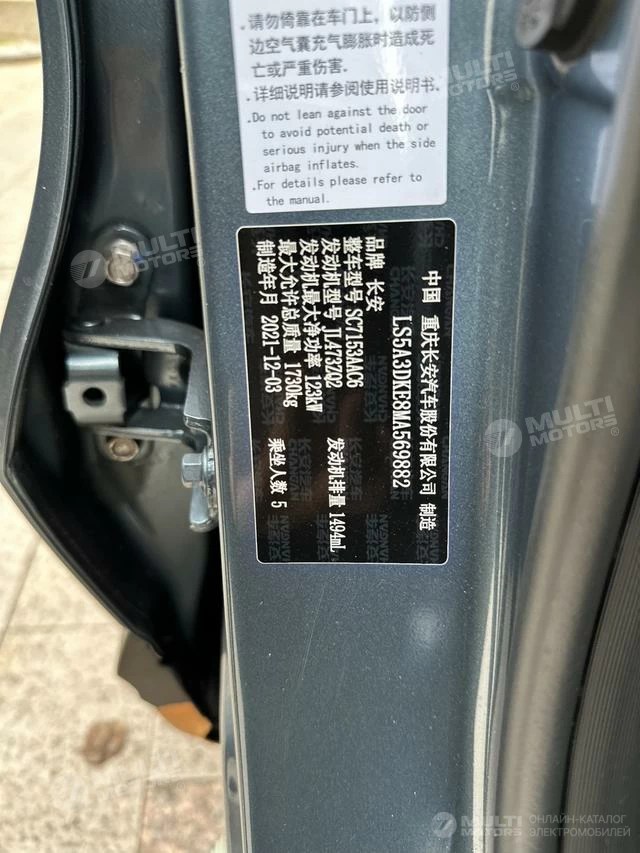 .请勿倚靠在车门上，以防侧
边空气囊充气膨胀时造成死
亡或严重伤害.
.详细说明请参阅使用说明书.
.Do not lean against the door
to avoid potential death or
serious injury when the side
airbag inflates.
.For details please refer to
the manual.
中国 重庆长安汽车股份有限公司 制造
LS5A3DKE8MA569882
品牌 长安
整车型号 SC7153AAC6
发动机型号 JL473ZQ2 发动机排量 1494mL
发动机最大净功率 123kW
最大允许总质量 1730kg 乘坐人数 5
制造年月 2021-12-03
MULTI
MOTORS
MULTI
MOTORS
MULTI
MOTORS
MULTI
MOTORS
ОНЛАЙН-КАТАЛОГ
ЭЛЕКТРОМОБИЛЕЙ